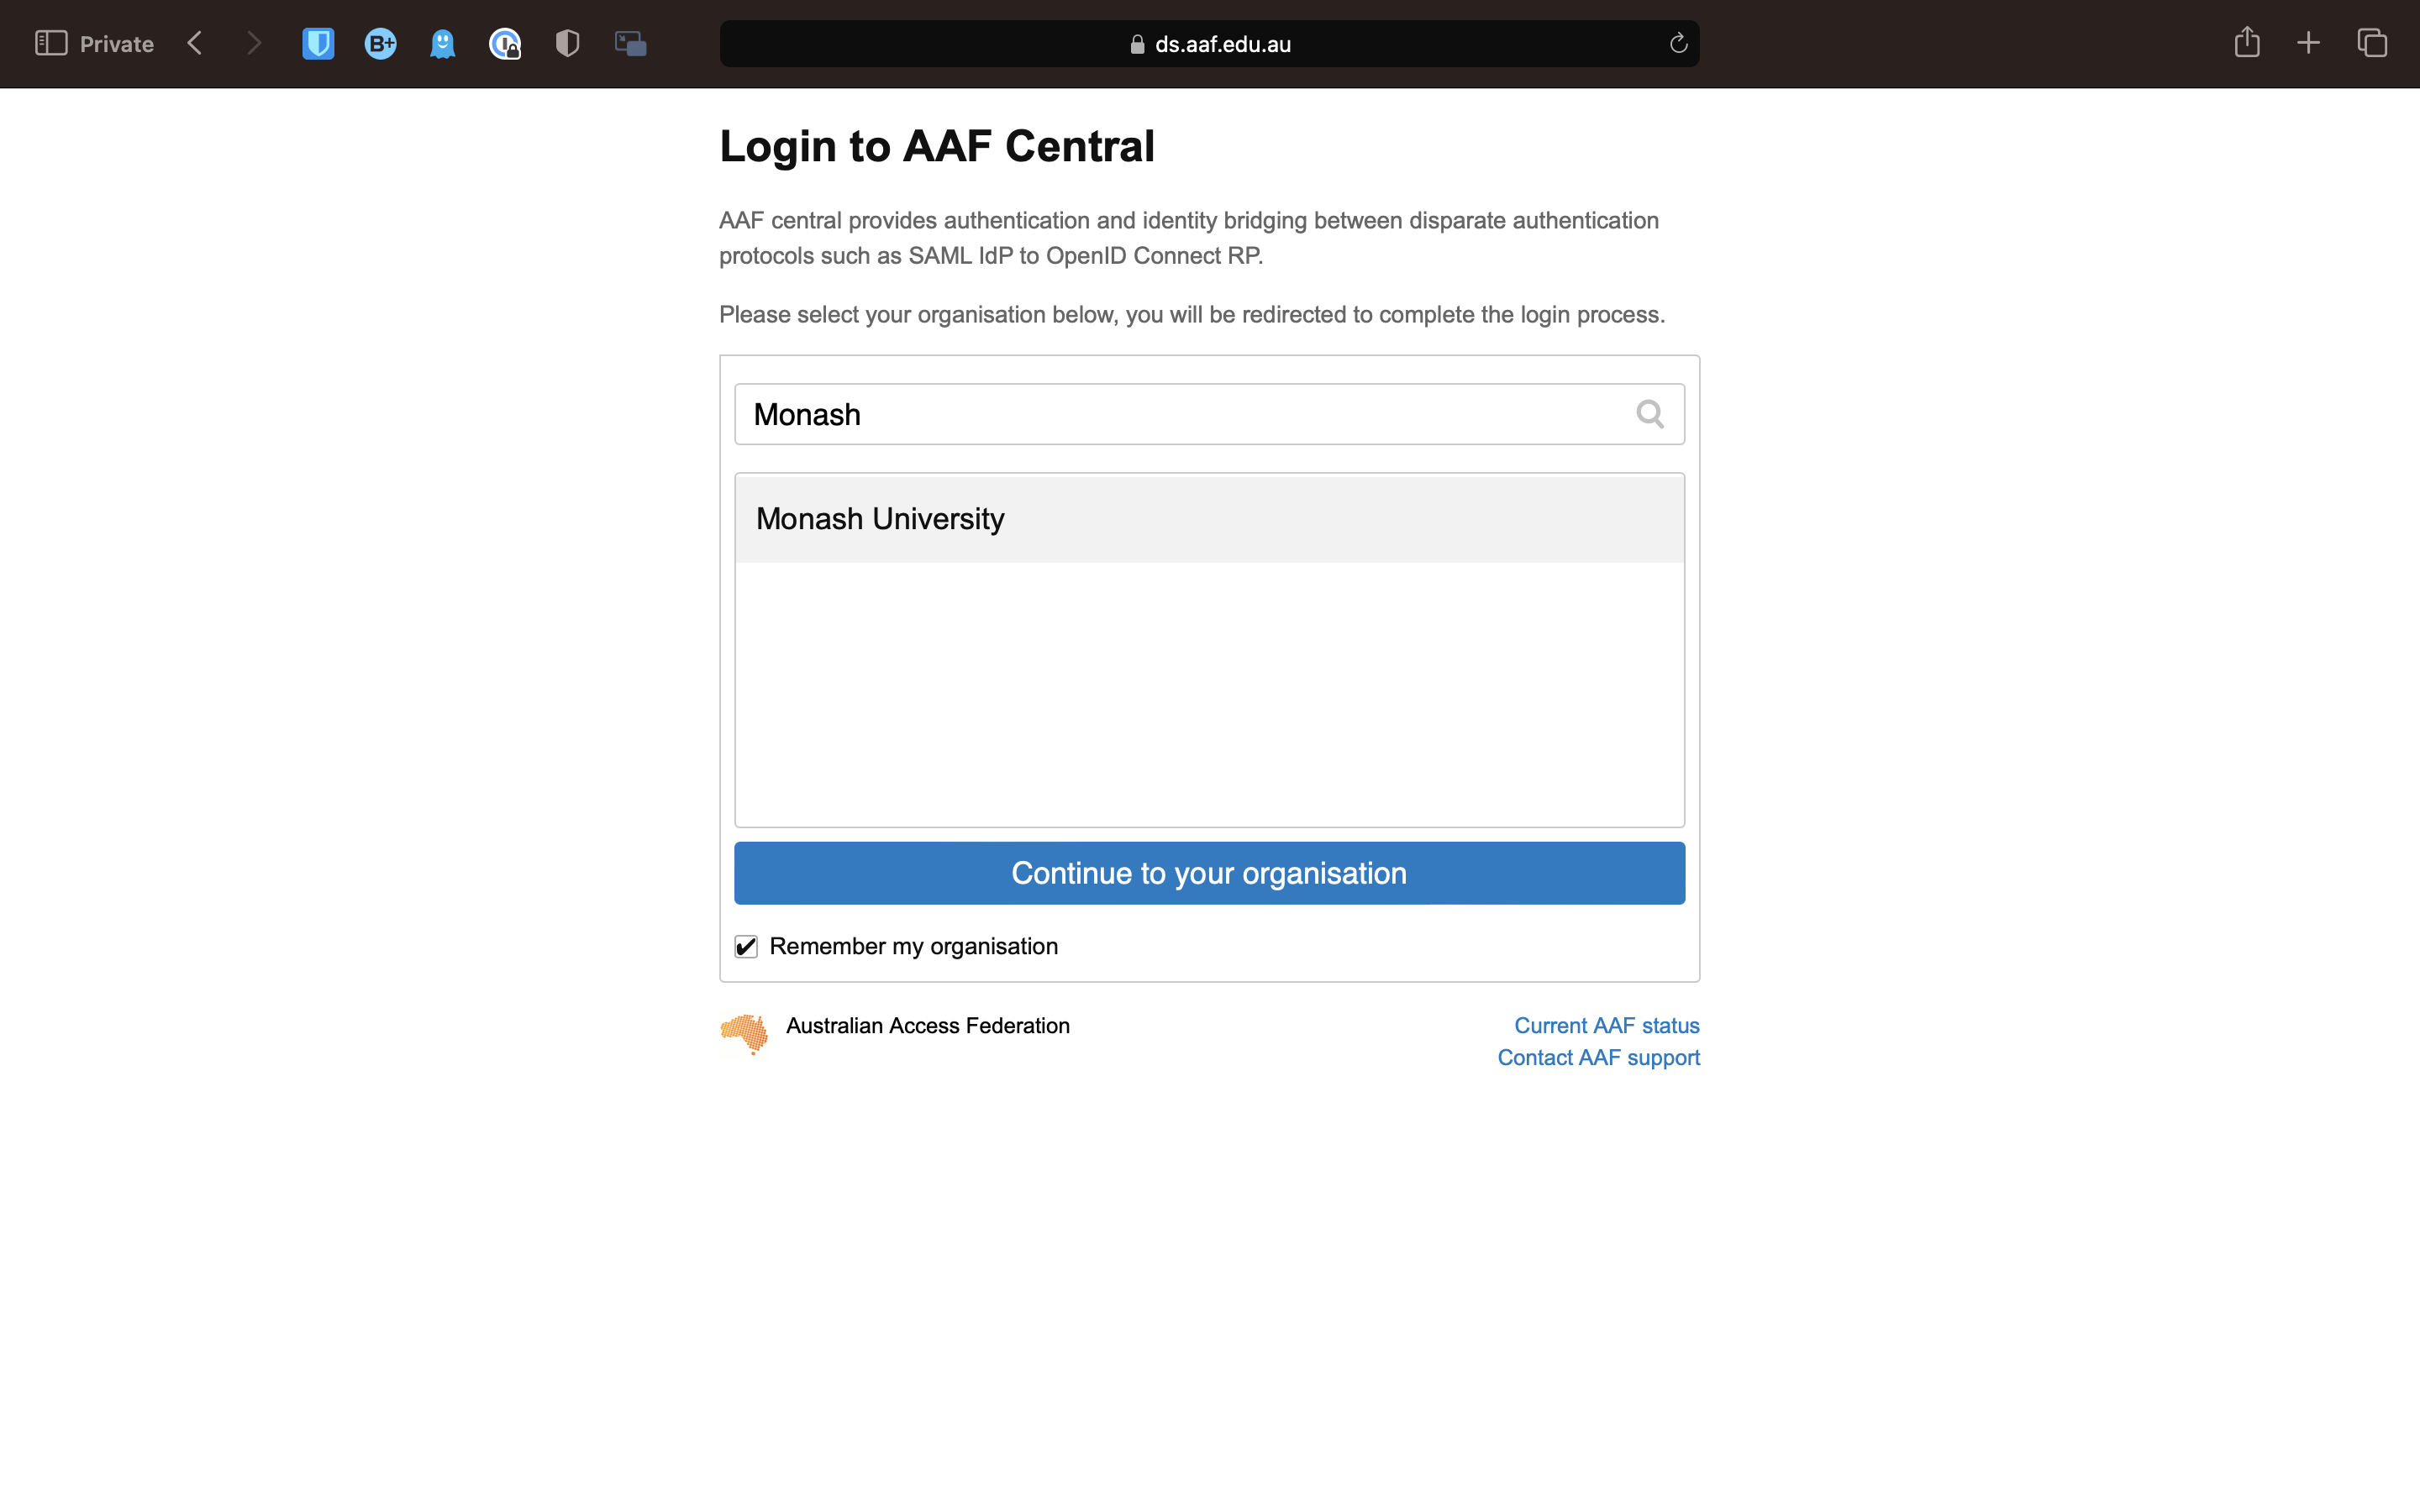 Private
B+
ds.aaf.edu.au
Login to AAF Central
AAF central provides authentication and identity bridging between disparate authentication
protocols such as SAML IdP to OpenID Connect RP.
Please select your organisation below, you will be redirected to complete the login process.
Monash
Monash University
Continue to your organisation
Remember my organisation
Australian Access Federation
Current AAF status
Contact AAF support